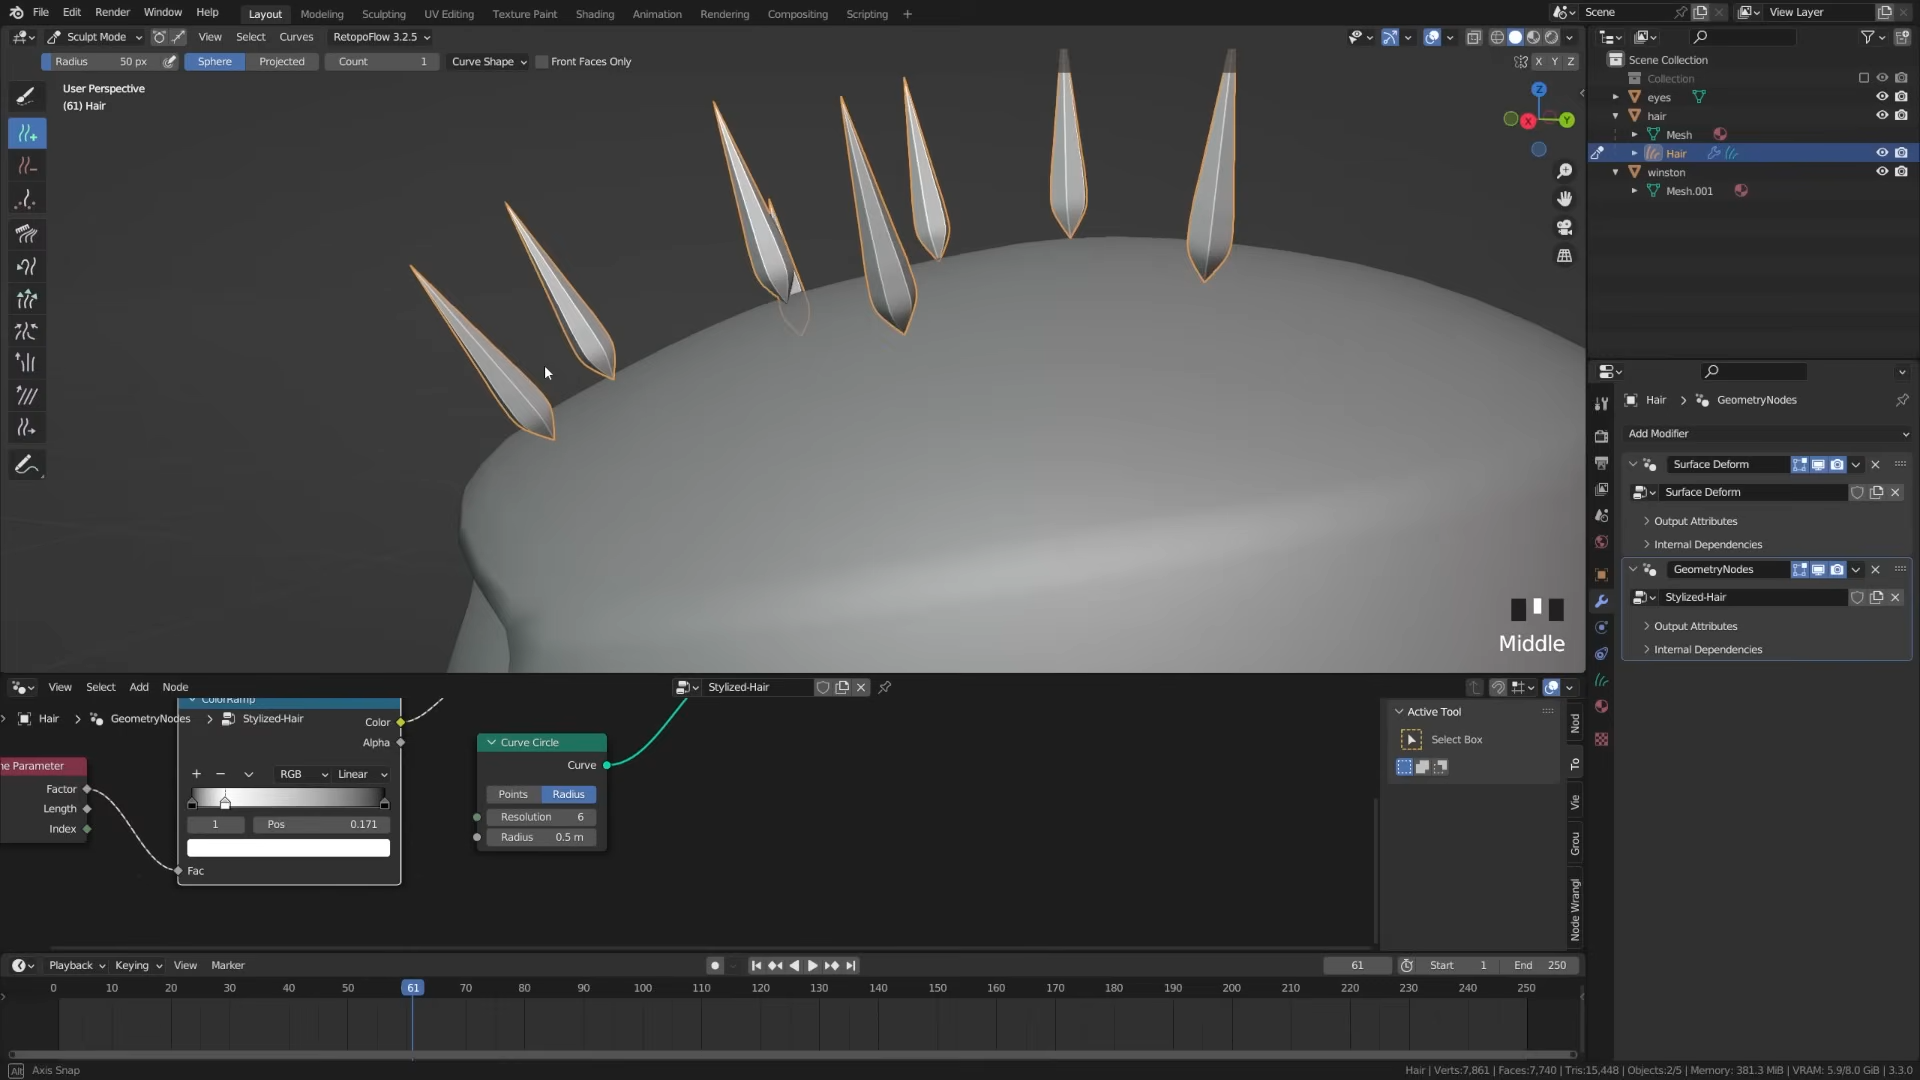 File Edit Render Window Help Layout Modeling Sculpting UV Editing Texture Paint Shading Animation Rendering Compositing Scripting + Scene View Layer
Sculpt Mode View Select Curves RetopoFlow 3.2.5
Radius 50 px Sphere Projected Count 1 Curve Shape Front Faces Only X Y Z
User Perspective
(61) Hair
Z
X
Y
Middle
Scene Collection
Collection
eyes
hair
Mesh
Hair
winston
Mesh.001
Hair > GeometryNodes
Add Modifier
Surface Deform
Surface Deform
Output Attributes
Internal Dependencies
GeometryNodes
Stylized-Hair
Output Attributes
Internal Dependencies
View Select Add Node Stylized-Hair
Hair > GeometryNodes > Stylized-Hair
ColorRamp
Color
Alpha
+ − RGB Linear
1 Pos 0.171
Fac
ne Parameter
Factor
Length
Index
Curve Circle
Curve
Points Radius
Resolution 6
Radius 0.5 m
Active Tool
Select Box
Nod
To
Vie
Grou
Node Wrangl
Playback Keying View Marker 61 Start 1 End 250
0 10 20 30 40 50 61 70 80 90 100 110 120 130 140 150 160 170 180 190 200 210 220 230 240 250
Alt Axis Snap
Hair | Verts:7,861 | Faces:7,740 | Tris:15,448 | Objects:2/5 | Memory: 381.3 MiB | VRAM: 5.9/8.0 GiB | 3.3.0